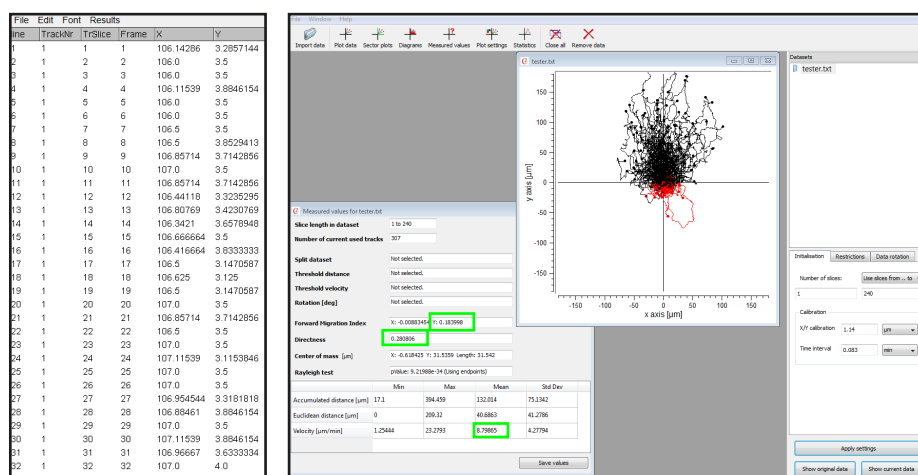 File Edit Font Results
line TrackNr TrSlice Frame X Y
1 1 1 1 106.14286 3.2857144
2 1 2 2 106.0 3.5
3 1 3 3 106.0 3.5
4 1 4 4 106.11539 3.8846154
5 1 5 5 106.0 3.5
6 1 6 6 106.0 3.5
7 1 7 7 106.5 3.5
8 1 8 8 106.5 3.8529413
9 1 9 9 106.85714 3.7142856
10 1 10 10 107.0 3.5
11 1 11 11 106.85714 3.7142856
12 1 12 12 106.44118 3.3235295
13 1 13 13 106.80769 3.4230769
14 1 14 14 106.3421 3.6578948
15 1 15 15 106.666664 3.5
16 1 16 16 106.416664 3.8333333
17 1 17 17 106.5 3.1470587
18 1 18 18 106.625 3.125
19 1 19 19 106.5 3.1470587
20 1 20 20 107.0 3.5
21 1 21 21 106.85714 3.7142856
22 1 22 22 106.5 3.5
23 1 23 23 107.0 3.5
24 1 24 24 107.11539 3.1153846
25 1 25 25 107.0 3.5
26 1 26 26 107.0 3.5
27 1 27 27 106.954544 3.3181818
28 1 28 28 106.88461 3.8846154
29 1 29 29 107.0 3.5
30 1 30 30 107.11539 3.8846154
31 1 31 31 106.96667 3.6333334
32 1 32 32 107.0 4.0
File Window Help
Import data Plot data Sector plots Diagrams Measured values Plot settings Statistics Close all Remove data
tester.txt
150
100
50
0
-50
-100
-150
y axis [µm]
-150 -100 -50 0 50 100 150
x axis [µm]
Measured values for tester.txt
Slice length in dataset 1 to 240
Number of current used tracks 307
Split dataset Not selected.
Threshold distance Not selected.
Threshold velocity Not selected.
Rotation [deg] Not selected.
Forward Migration Index X: -0.00883454 Y: 0.183998
Directness 0.280806
Center of mass [µm] X: -0.618425 Y: 31.5359 Length: 31.542
Rayleigh test pValue: 9.21988e-34 (Using endpoints)
Min Max Mean Std Dev
Accumulated distance [µm] 17.1 394.459 132.014 75.1342
Euclidean distance [µm] 0 209.32 40.6863 41.2786
Velocity [µm/min] 1.25444 23.2793 8.79865 4.27794
Save values
Datasets
tester.txt
Initialisation Restrictions Data rotation
Number of slices: Use slices from ... to
1 240
Calibration
X/Y calibration 1.14 µm
Time interval 0.083 min
Apply settings
Show original data Show current data